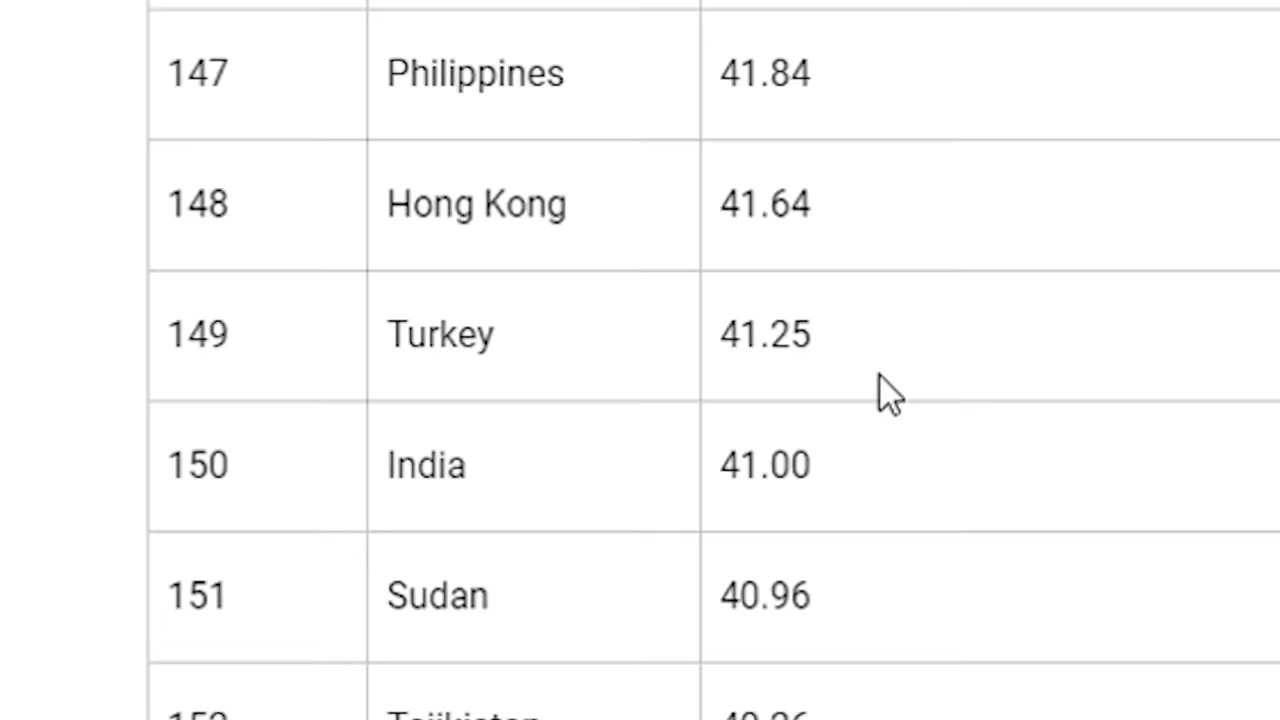 147 Philippines 41.84
148 Hong Kong 41.64
149 Turkey 41.25
150 India 41.00
151 Sudan 40.96